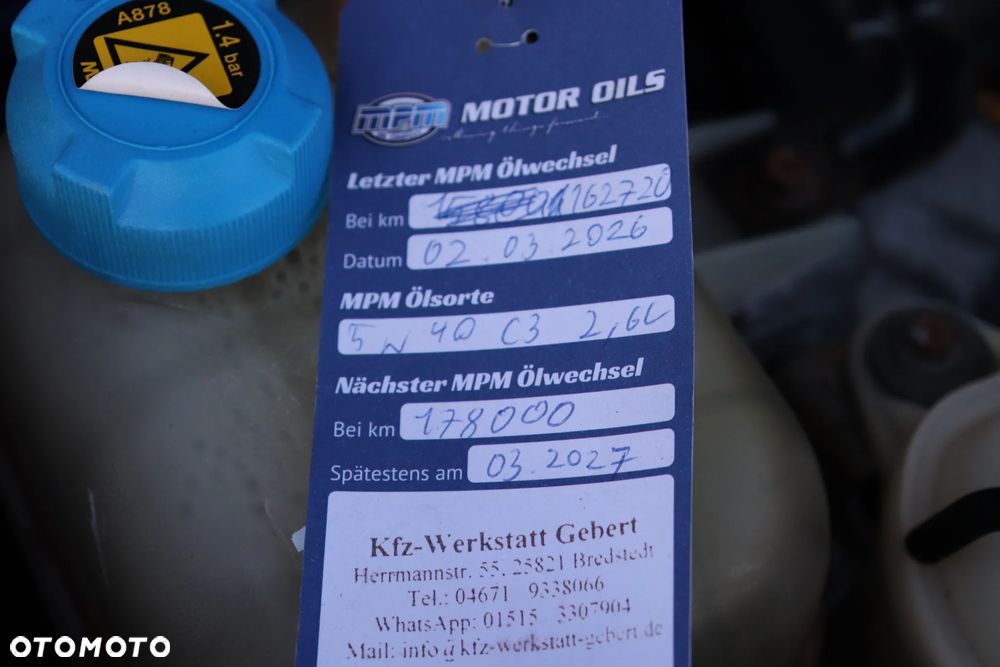 A878
1.4 bar
mpm MOTOR OILS
Letzter MPM Ölwechsel
Bei km 162720
Datum 02.03.2026
MPM Ölsorte
5W40 C3 2,6L
Nächster MPM Ölwechsel
Bei km 178000
Spätestens am 03.2027
Kfz-Werkstatt Gebert
Herrmannstr. 55, 25821 Bredstedt
Tel.: 04671 9338066
WhatsApp: 01515 3307904
Mail: info@kfz-werkstatt-gebert.de
OTOMOTO